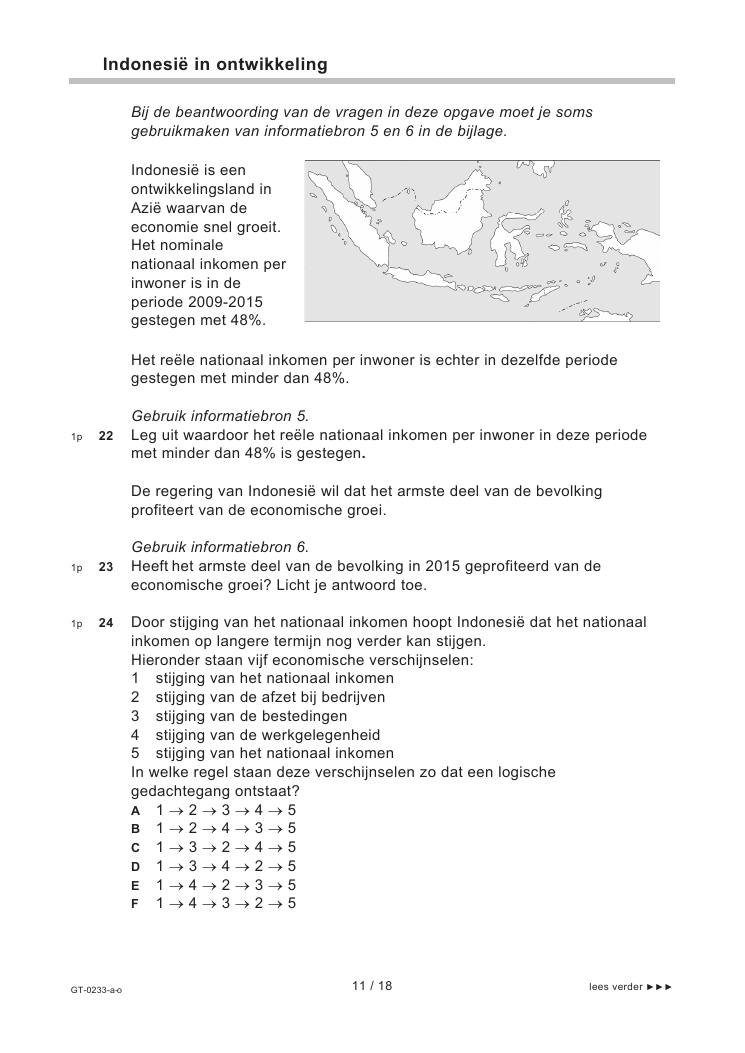 Indonesië in ontwikkeling
Bij de beantwoording van de vragen in deze opgave moet je soms
gebruikmaken van informatiebron 5 en 6 in de bijlage.
Indonesië is een
ontwikkelingsland in
Azië waarvan de
economie snel groeit.
Het nominale
nationaal inkomen per
inwoner is in de
periode 2009-2015
gestegen met 48%.
Het reële nationaal inkomen per inwoner is echter in dezelfde periode
gestegen met minder dan 48%.
Gebruik informatiebron 5.
1p 22 Leg uit waardoor het reële nationaal inkomen per inwoner in deze periode
met minder dan 48% is gestegen.
De regering van Indonesië wil dat het armste deel van de bevolking
profiteert van de economische groei.
Gebruik informatiebron 6.
1p 23 Heeft het armste deel van de bevolking in 2015 geprofiteerd van de
economische groei? Licht je antwoord toe.
1p 24 Door stijging van het nationaal inkomen hoopt Indonesië dat het nationaal
inkomen op langere termijn nog verder kan stijgen.
Hieronder staan vijf economische verschijnselen:
1 stijging van het nationaal inkomen
2 stijging van de afzet bij bedrijven
3 stijging van de bestedingen
4 stijging van de werkgelegenheid
5 stijging van het nationaal inkomen
In welke regel staan deze verschijnselen zo dat een logische
gedachtegang ontstaat?
A 1 → 2 → 3 → 4 → 5
B 1 → 2 → 4 → 3 → 5
C 1 → 3 → 2 → 4 → 5
D 1 → 3 → 4 → 2 → 5
E 1 → 4 → 2 → 3 → 5
F 1 → 4 → 3 → 2 → 5
GT-0233-a-o 11 / 18 lees verder ►►►